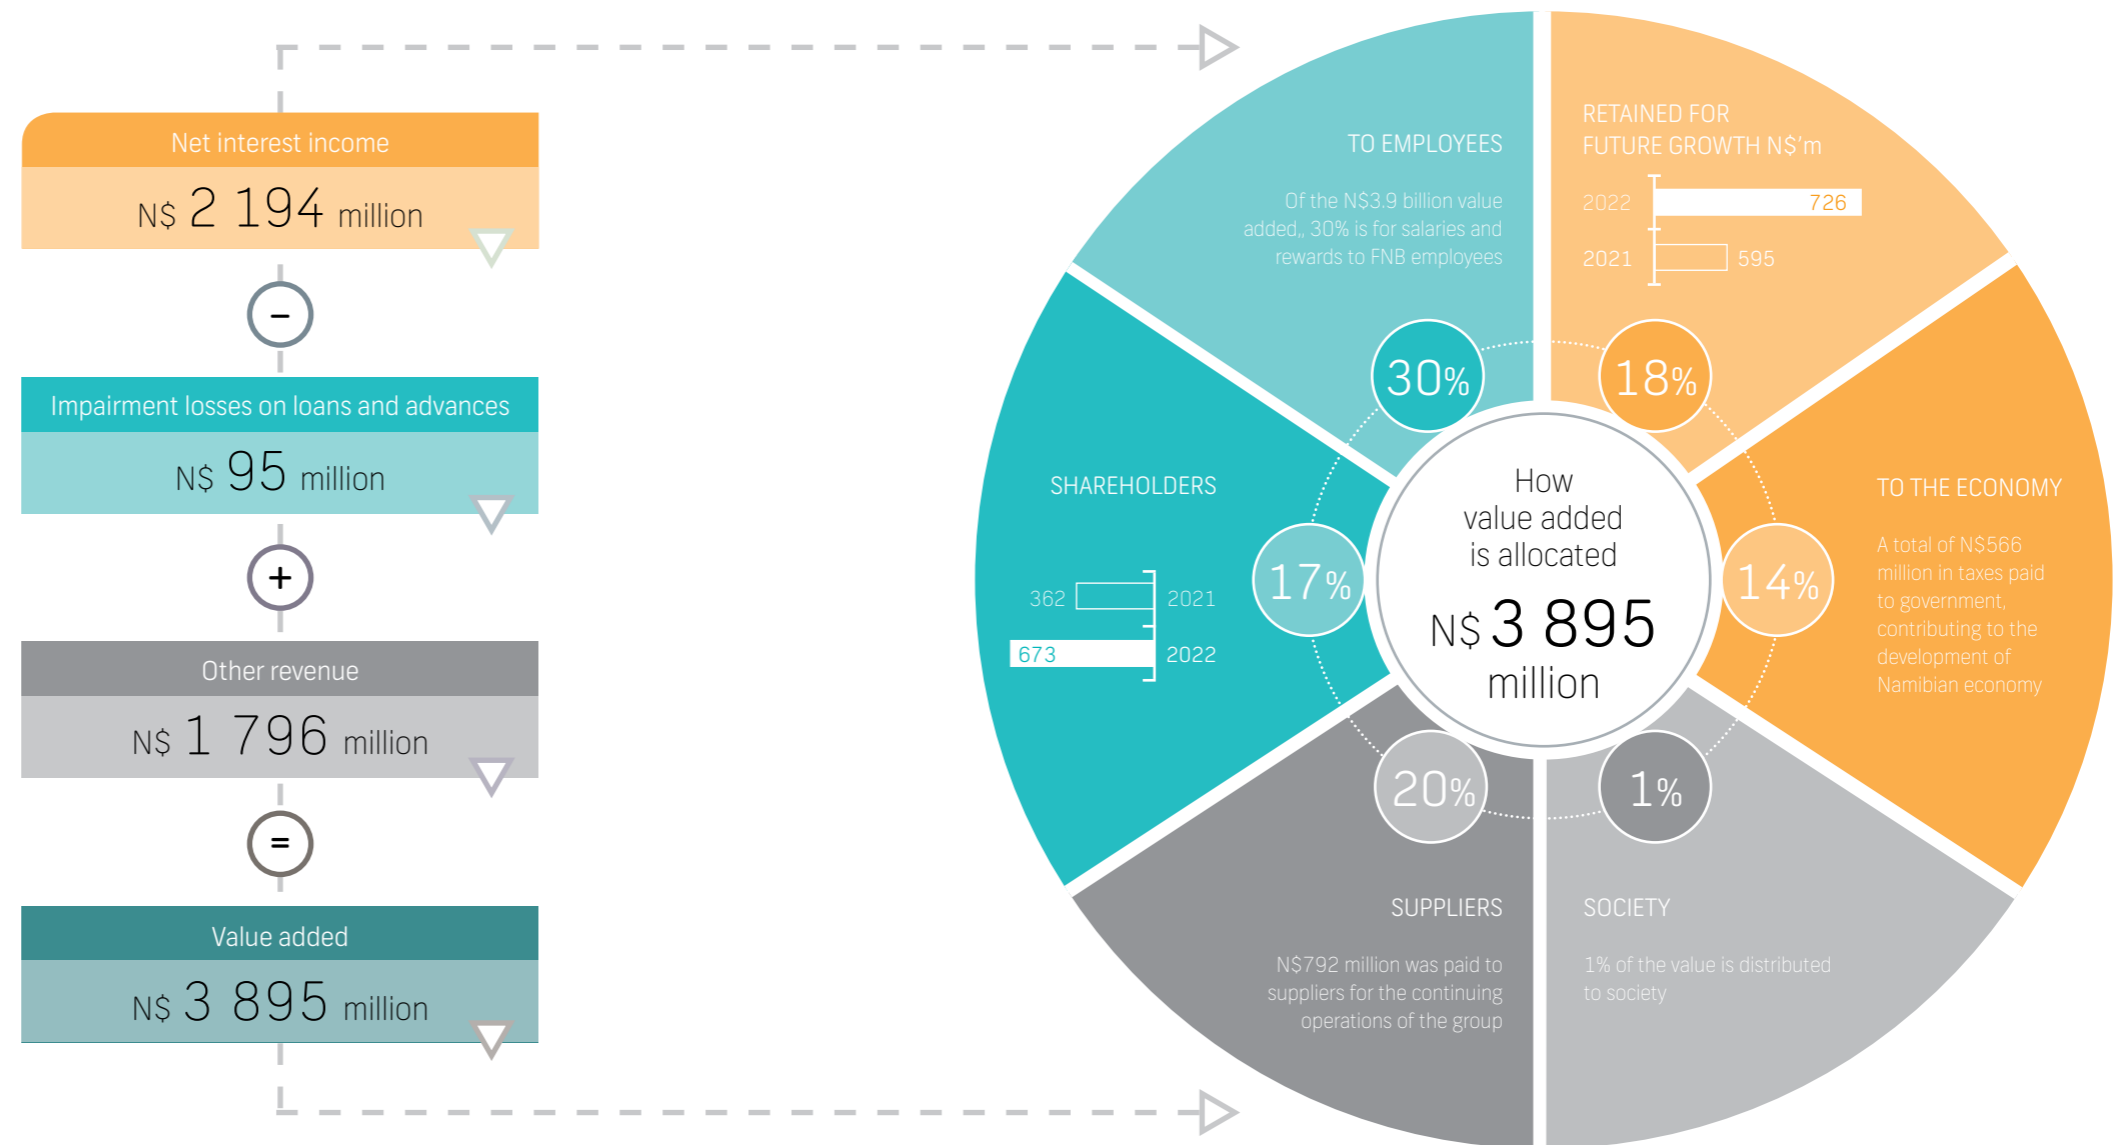 Net interest income
N$ 2 194 million
–
Impairment losses on loans and advances
N$ 95 million
+
Other revenue
N$ 1 796 million
=
Value added
N$ 3 895 million
TO EMPLOYEES
Of the N$3.9 billion value
added,, 30% is for salaries and
rewards to FNB employees
30%
RETAINED FOR
FUTURE GROWTH N$'m
2022 726
2021 595
18%
SHAREHOLDERS
362 2021
673 2022
17%
How
value added
is allocated
N$ 3 895
million
14%
TO THE ECONOMY
A total of N$566
million in taxes paid
to government,
contributing to the
development of
Namibian economy
20%
SUPPLIERS
N$792 million was paid to
suppliers for the continuing
operations of the group
1%
SOCIETY
1% of the value is distributed
to society